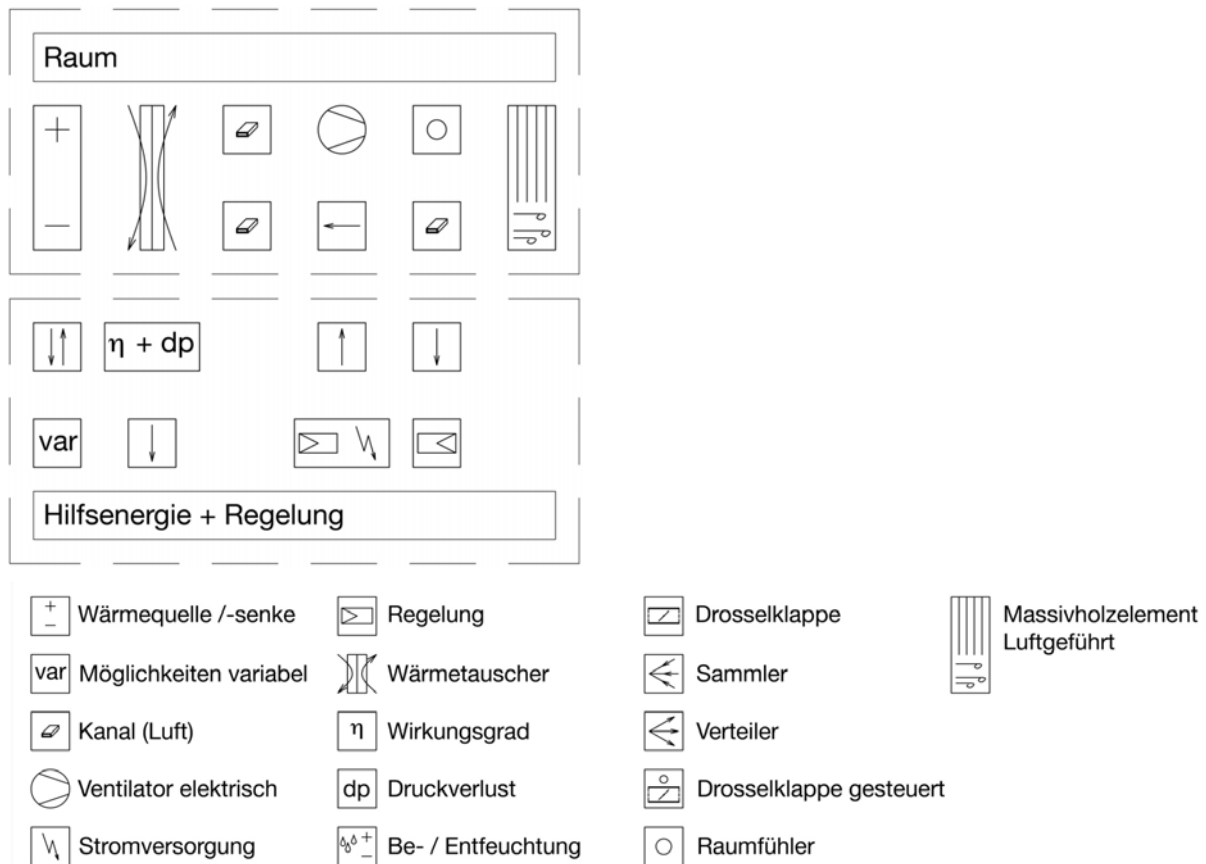 Raum
η + dp
var
Hilfsenergie + Regelung
Wärmequelle /-senke
var Möglichkeiten variabel
Kanal (Luft)
Ventilator elektrisch
Stromversorgung
Regelung
Wärmetauscher
η Wirkungsgrad
dp Druckverlust
Be- / Entfeuchtung
Drosselklappe
Sammler
Verteiler
Drosselklappe gesteuert
Raumfühler
Massivholzelement
Luftgeführt